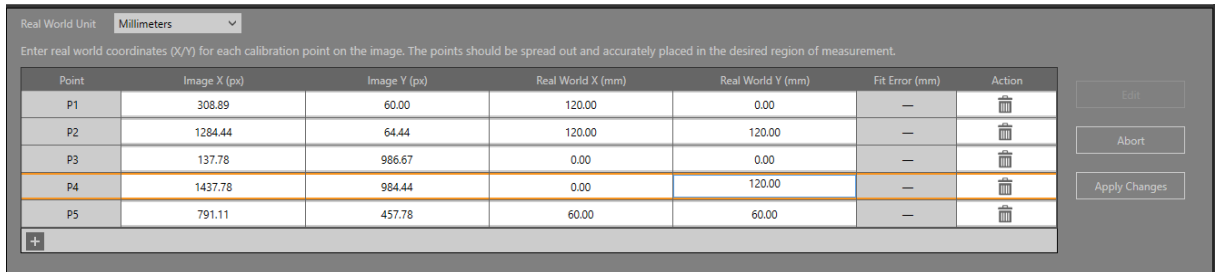 Real World Unit Millimeters
Enter real world coordinates (X/Y) for each calibration point on the image. The points should be spread out and accurately placed in the desired region of measurement.
Point Image X (px) Image Y (px) Real World X (mm) Real World Y (mm) Fit Error (mm) Action
P1 308.89 60.00 120.00 0.00 —
Edit
P2 1284.44 64.44 120.00 120.00 —
Abort
P3 137.78 986.67 0.00 0.00 —
P4 1437.78 984.44 0.00 120.00 —
Apply Changes
P5 791.11 457.78 60.00 60.00 —
+